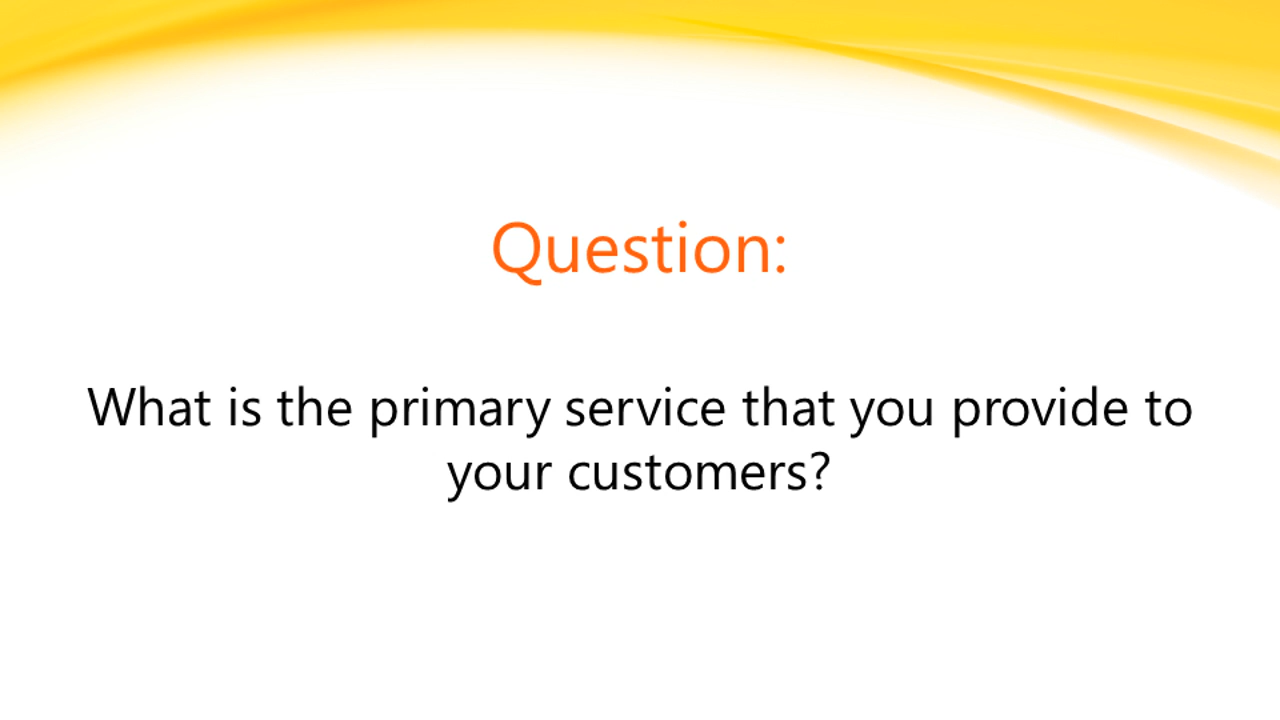 Question:
What is the primary service that you provide to
your customers?